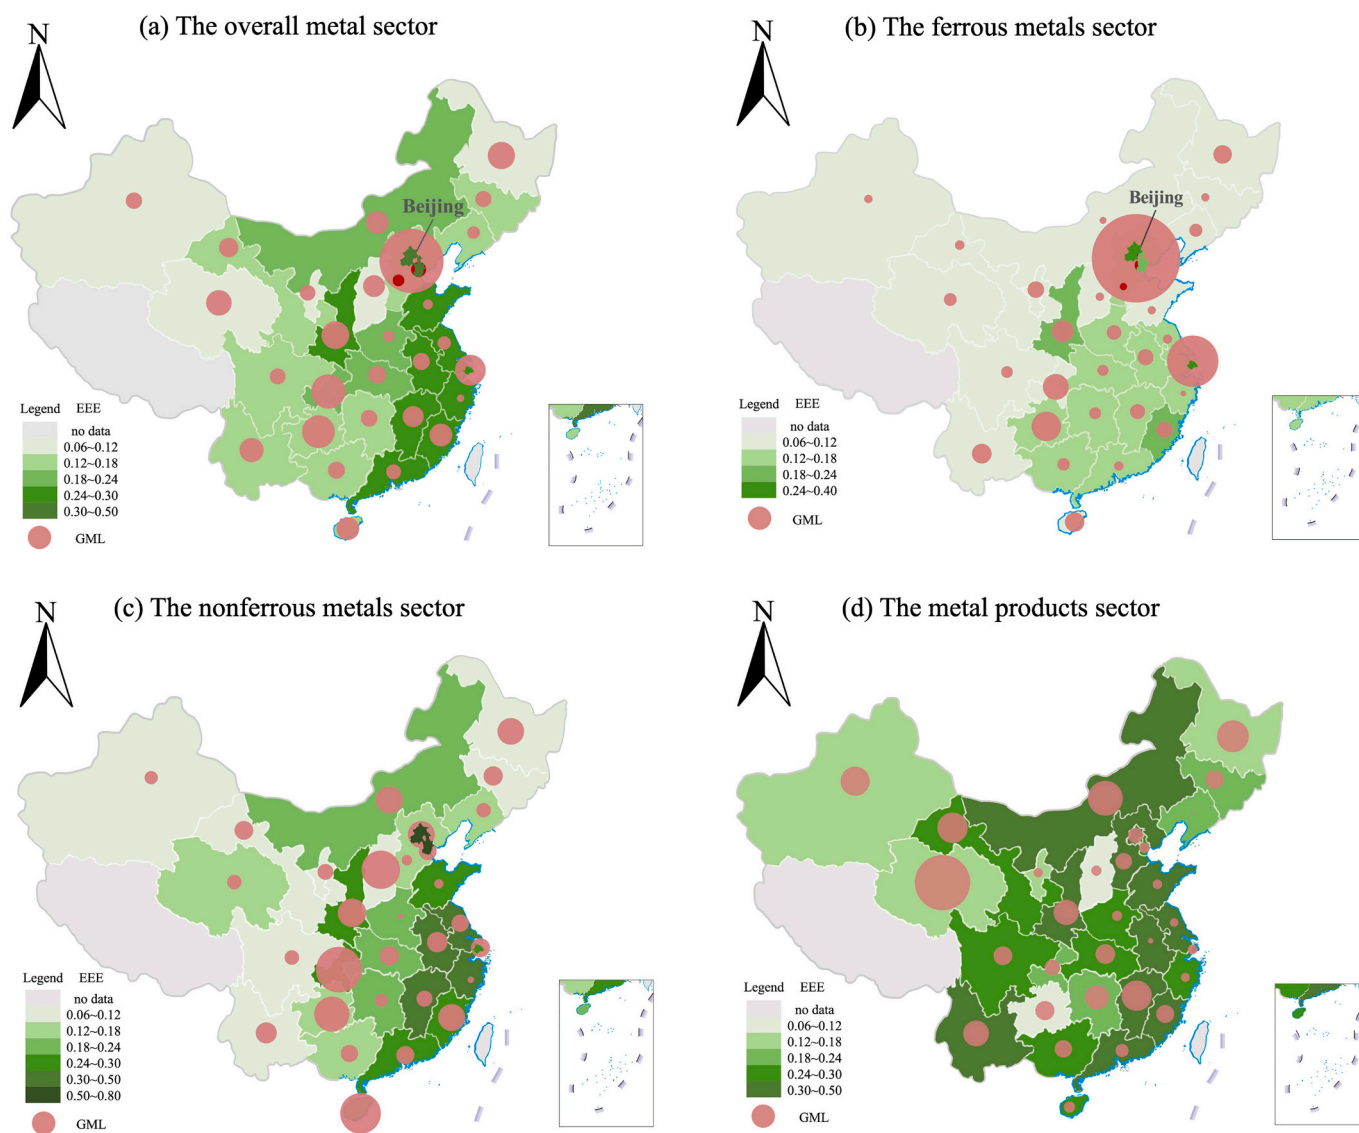 (a) The overall metal sector
N
Beijing
Legend EEE
no data
0.06~0.12
0.12~0.18
0.18~0.24
0.24~0.30
0.30~0.50
GML
(b) The ferrous metals sector
N
Beijing
Legend EEE
no data
0.06~0.12
0.12~0.18
0.18~0.24
0.24~0.40
GML
(c) The nonferrous metals sector
N
Legend EEE
no data
0.06~0.12
0.12~0.18
0.18~0.24
0.24~0.30
0.30~0.50
0.50~0.80
GML
(d) The metal products sector
N
Legend EEE
no data
0.06~0.12
0.12~0.18
0.18~0.24
0.24~0.30
0.30~0.50
GML